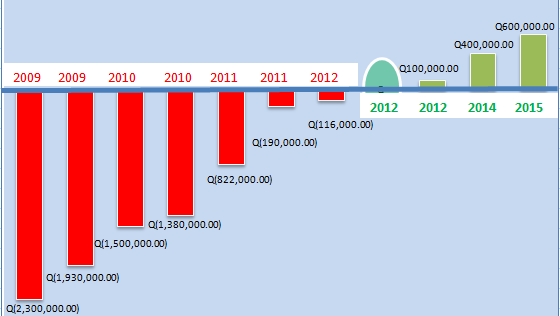 Q600,000.00
Q400,000.00
Q100,000.00
2009 2009 2010 2010 2011 2011 2012
2012 2012 2014 2015
Q(116,000.00)
Q(190,000.00)
Q(822,000.00)
Q(1,380,000.00)
Q(1,500,000.00)
Q(1,930,000.00)
Q(2,300,000.00)